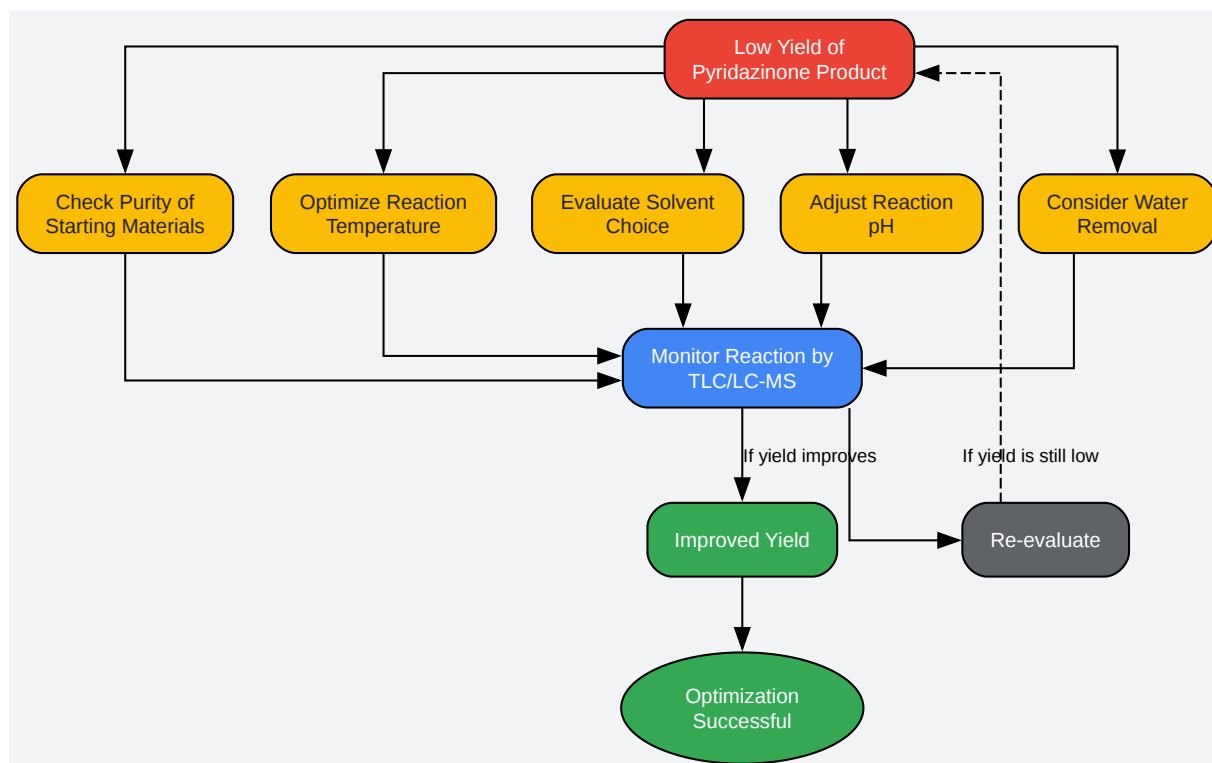 Low Yield of
Pyridazinone Product
Check Purity of
Starting Materials
Optimize Reaction
Temperature
Evaluate Solvent
Choice
Adjust Reaction
pH
Consider Water
Removal
Monitor Reaction by
TLC/LC-MS
If yield improves
If yield is still low
Improved Yield
Re-evaluate
Optimization
Successful